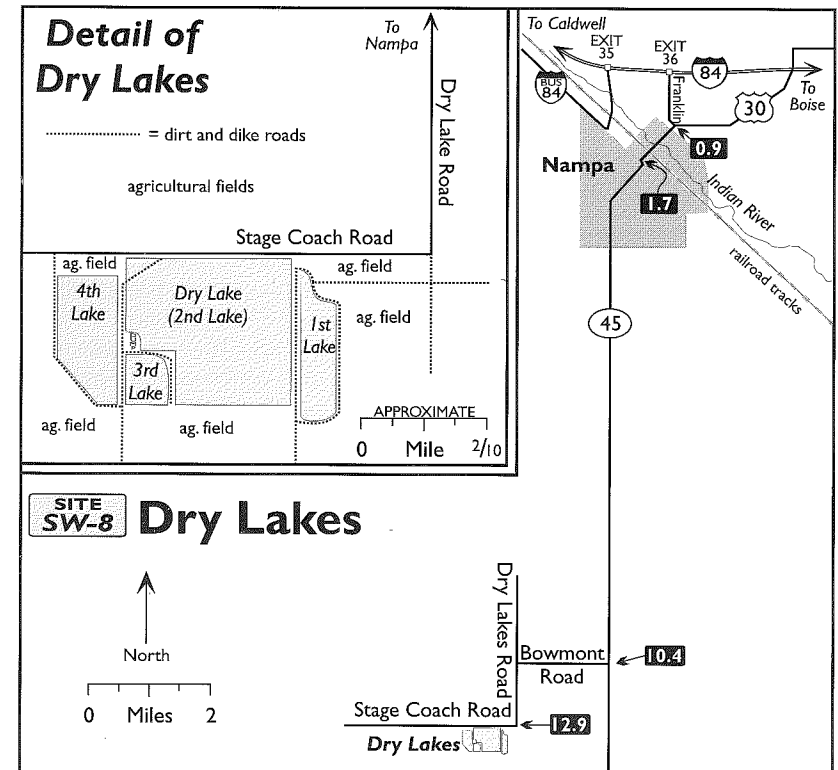 Detail of
Dry Lakes
= dirt and dike roads
agricultural fields
To
Nampa
Dry Lake Road
Stage Coach Road
ag. field
4th
Lake
Dry Lake
(2nd Lake)
3rd
Lake
1st
Lake
ag. field
ag. field
ag. field
ag. field
APPROXIMATE
0 Mile 2/10
To Caldwell
EXIT
35
EXIT
36
BUS
84
84
Franklin
30
To
Boise
0.9
Nampa
1.7
Indian River
railroad tracks
45
SITE
SW-8
Dry Lakes
North
0 Miles 2
Dry Lakes Road
Bowmont
Road
10.4
Stage Coach Road
12.9
Dry Lakes